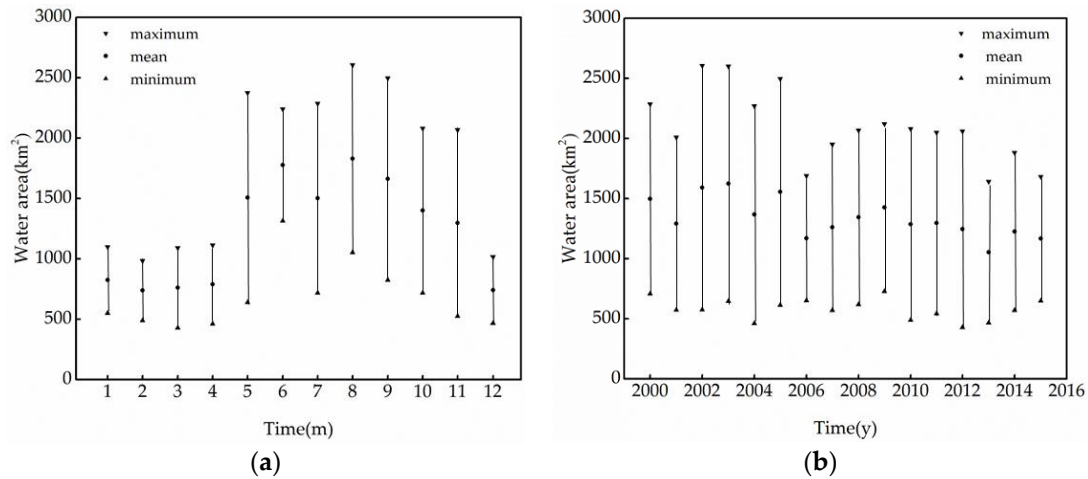 3000
2500
2000
1500
1000
500
0
Water area(km²)
maximum
mean
minimum
1 2 3 4 5 6 7 8 9 10 11 12
Time(m)
(a)
3000
2500
2000
1500
1000
500
0
Water area(km²)
maximum
mean
minimum
2000 2002 2004 2006 2008 2010 2012 2014 2016
Time(y)
(b)